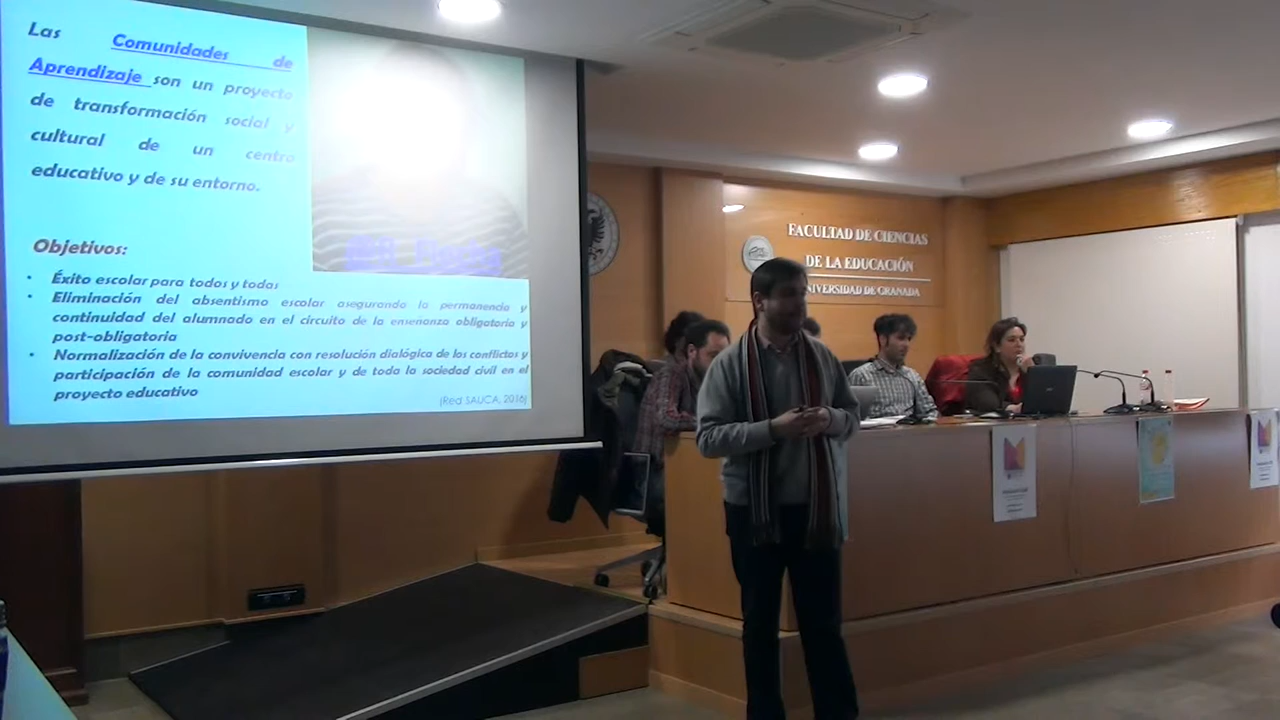 Las Comunidades de
Aprendizaje son un proyecto
de transformación social y
cultural de un centro
educativo y de su entorno.
Objetivos:
• Éxito escolar para todos y todas
• Eliminación del absentismo escolar asegurando la permanencia y
continuidad del alumnado en el circuito de la enseñanza obligatoria y
post-obligatoria
• Normalización de la convivencia con resolución dialógica de los conflictos y
participación de la comunidad escolar y de toda la sociedad civil en el
proyecto educativo
(Red SAUCA, 2016)
FACULTAD DE CIENCIAS
DE LA EDUCACIÓN
UNIVERSIDAD DE GRANADA